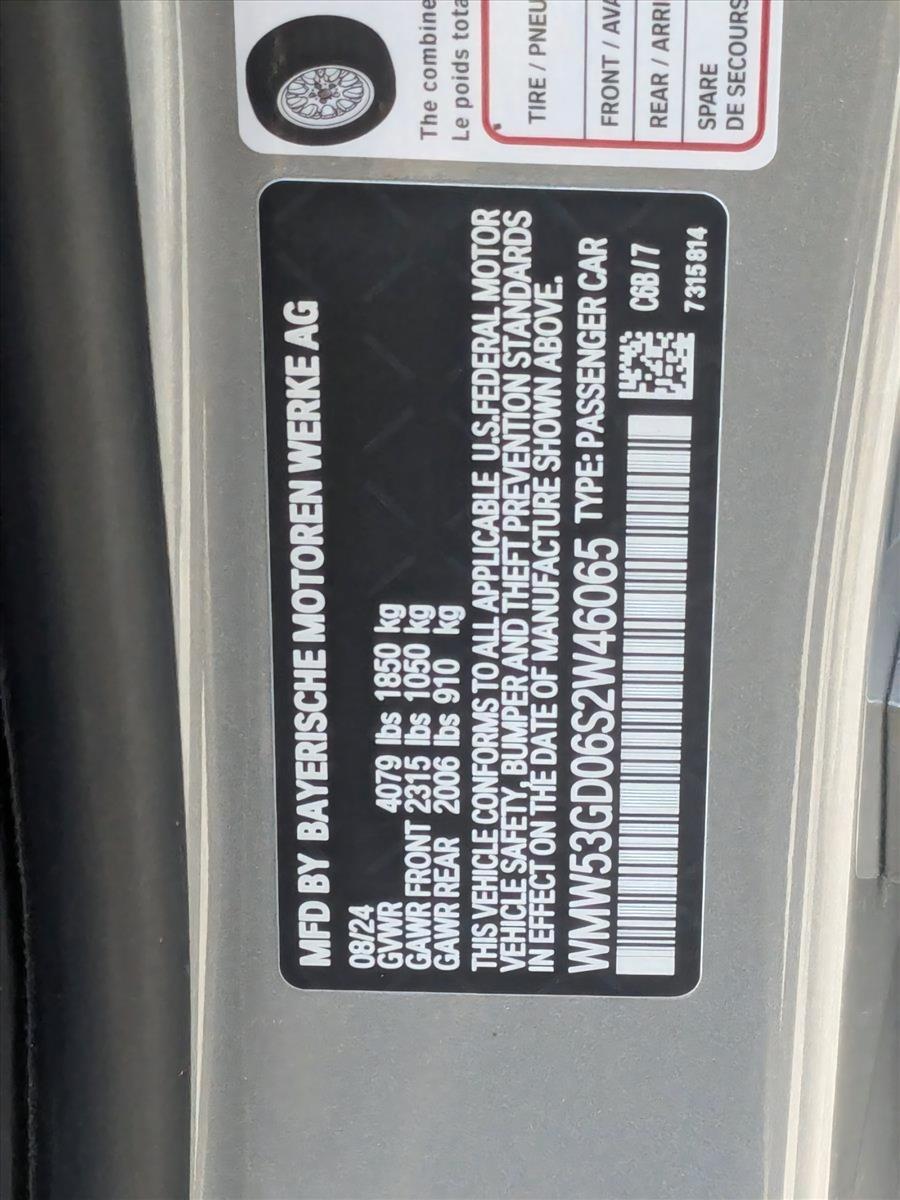 MFD BY BAYERISCHE MOTOREN WERKE AG
08/24
GVWR 4079 lbs 1850 kg
GAWR FRONT 2315 lbs 1050 kg
GAWR REAR 2006 lbs 910 kg
THIS VEHICLE CONFORMS TO ALL APPLICABLE U.S.FEDERAL MOTOR
VEHICLE SAFETY, BUMPER AND THEFT PREVENTION STANDARDS
IN EFFECT ON THE DATE OF MANUFACTURE SHOWN ABOVE.
WMW53GD06S2W46065 TYPE: PASSENGER CAR
C6B/7
7315814
The combine
Le poids tota
TIRE / PNEU
FRONT / AVA
REAR / ARRI
SPARE
DE SECOURS